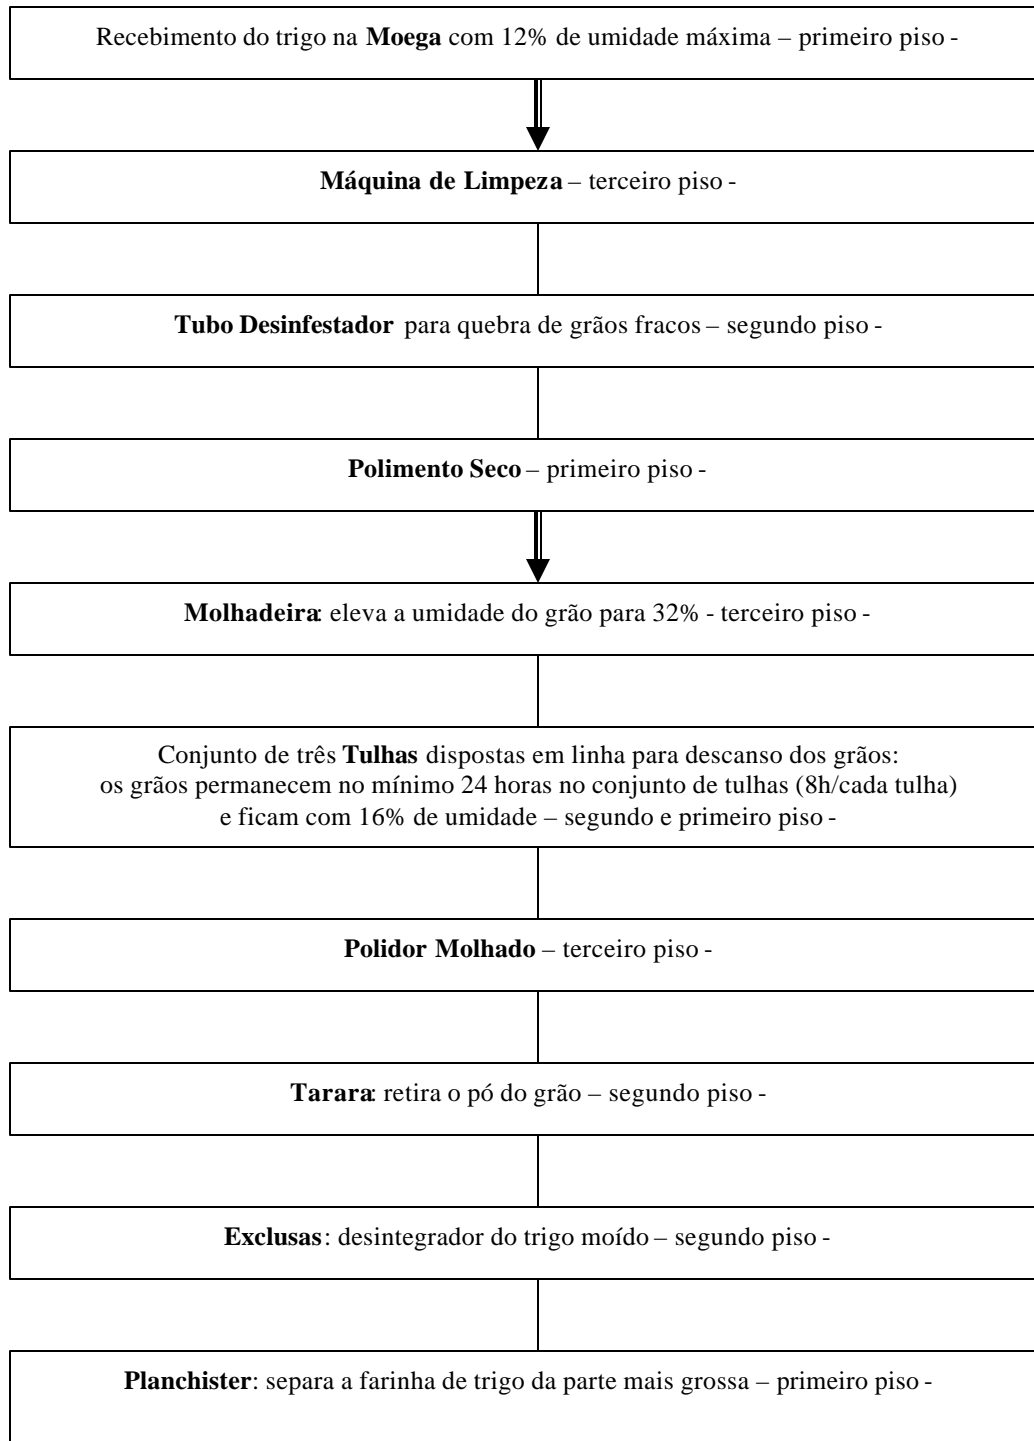 Recebimento do trigo na Moega com 12% de umidade máxima – primeiro piso -
Máquina de Limpeza – terceiro piso -
Tubo Desinfestador para quebra de grãos fracos – segundo piso -
Polimento Seco – primeiro piso -
Molhadeira: eleva a umidade do grão para 32% - terceiro piso -
Conjunto de três Tulhas dispostas em linha para descanso dos grãos:
os grãos permanecem no mínimo 24 horas no conjunto de tulhas (8h/cada tulha)
e ficam com 16% de umidade – segundo e primeiro piso -
Polidor Molhado – terceiro piso -
Tarara: retira o pó do grão – segundo piso -
Exclusas: desintegrador do trigo moído – segundo piso -
Planchister: separa a farinha de trigo da parte mais grossa – primeiro piso -